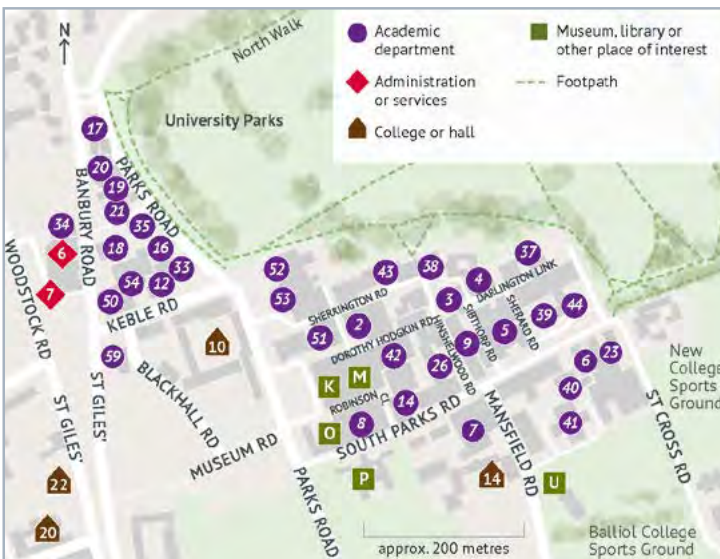 N
North Walk
University Parks
Academic
department
Administration
or services
College or hall
Museum, library or
other place of interest
Footpath
17
20
19
21
35
34
18
16
6
33
54
12
7
50
59
10
22
20
BANBURY ROAD
PARKS ROAD
WOODSTOCK RD
KEBLE RD
ST GILES'
ST GILES'
BLACKHALL RD
MUSEUM RD
PARKS ROAD
52
53
43
38
4
37
SHERRINGTON RD
DARLINGTON LINK
3
51
2
DOROTHY HODGKIN RD
HINSHELWOOD RD
SIBTHORP RD
SHERARD RD
9
5
39
44
42
26
K
M
ROBINSON CL
14
O
8
SOUTH PARKS RD
7
MANSFIELD RD
6
23
40
41
ST CROSS RD
P
14
U
New
College
Sports
Ground
approx. 200 metres
Balliol College
Sports Ground